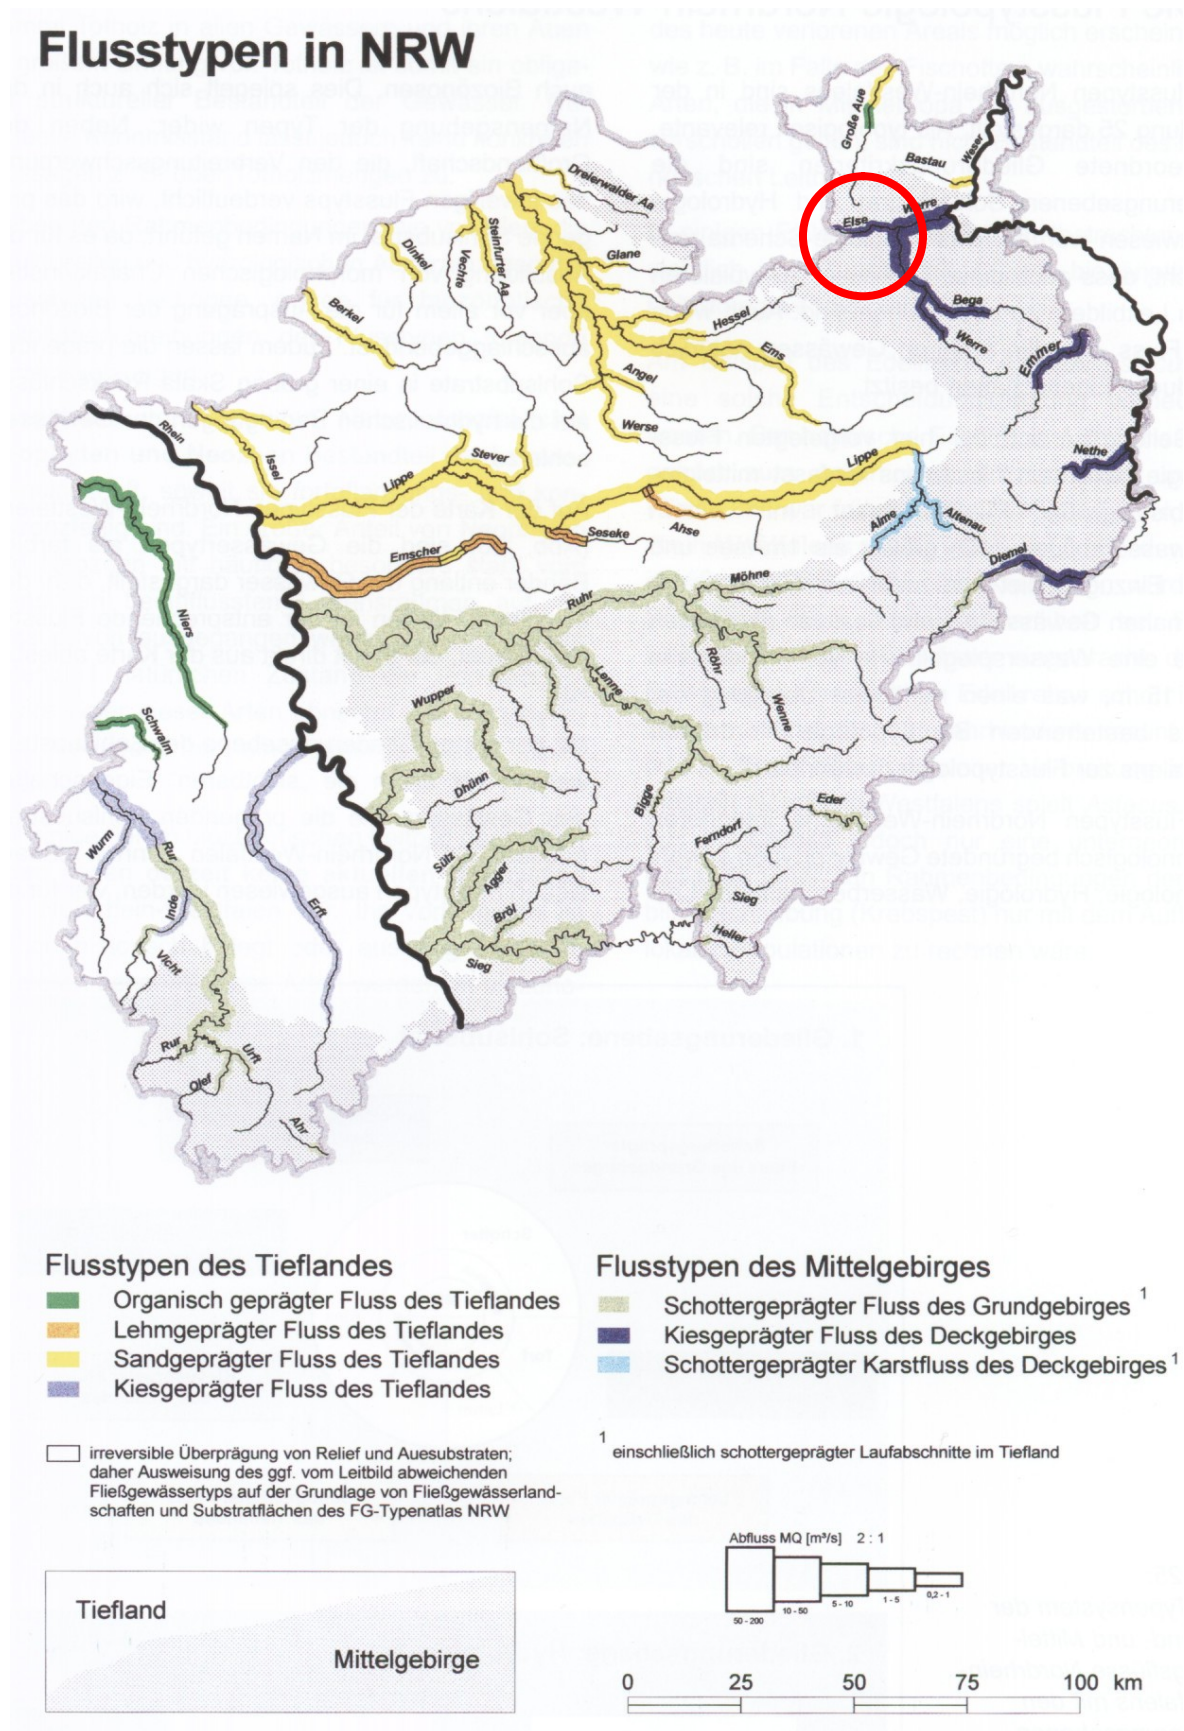 Flusstypen in NRW
Große Aue
Bastau
Weser
Else
Werre
Dreierwalder Aa
Steinfurter Aa
Dinkel
Vechte
Glane
Berkel
Hessel
Bega
Werre
Emmer
Ems
Angel
Werse
Rhein
Issel
Stever
Lippe
Lippe
Nethe
Ahse
Seseke
Alme
Altenau
Emscher
Diemel
Möhne
Ruhr
Niers
Röhr
Lenne
Wenne
Wupper
Schwalm
Dhünn
Bigge
Eder
Wurm
Rur
Ferndorf
Sülz
Agger
Sieg
Inde
Erft
Bröl
Heller
Vicht
Sieg
Rur
Urft
Olef
Ahr
Flusstypen des Tieflandes
Organisch geprägter Fluss des Tieflandes
Lehmgeprägter Fluss des Tieflandes
Sandgeprägter Fluss des Tieflandes
Kiesgeprägter Fluss des Tieflandes
Flusstypen des Mittelgebirges
Schottergeprägter Fluss des Grundgebirges 1
Kiesgeprägter Fluss des Deckgebirges
Schottergeprägter Karstfluss des Deckgebirges 1
irreversible Überprägung von Relief und Auesubstraten;
daher Ausweisung des ggf. vom Leitbild abweichenden
Fließgewässertyps auf der Grundlage von Fließgewässerland-
schaften und Substratflächen des FG-Typenatlas NRW
1 einschließlich schottergeprägter Laufabschnitte im Tiefland
Abfluss MQ [m³/s] 2 : 1
50 - 200
10 - 50
5 - 10
1 - 5
0,2 - 1
Tiefland
Mittelgebirge
0 25 50 75 100 km